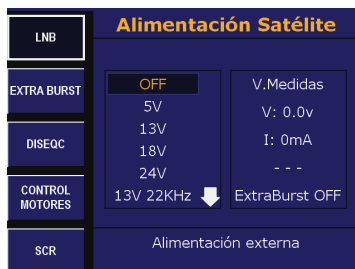 Alimentación Satélite
LNB
EXTRA BURST
DISEQC
CONTROL
MOTORES
SCR
OFF
5V
13V
18V
24V
13V 22KHz
V.Medidas
V: 0.0v
I: 0mA
- - -
ExtraBurst OFF
Alimentación externa